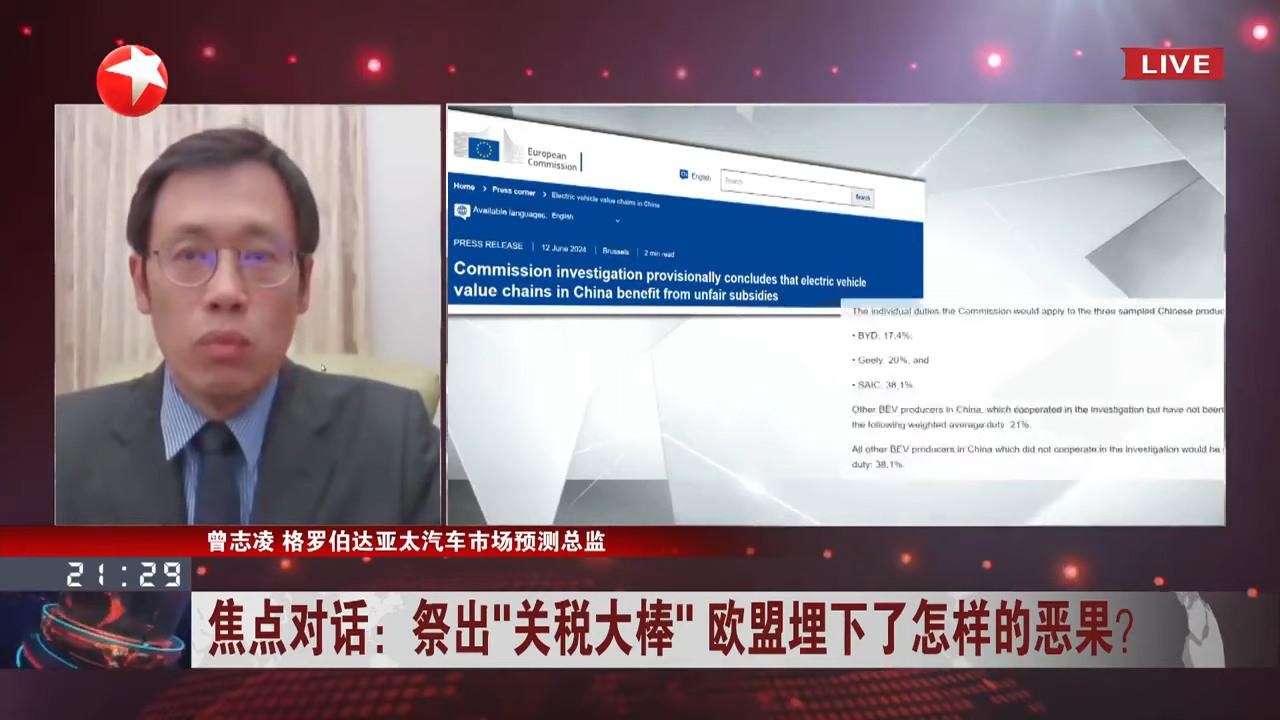 LIVE
European
Commission
EN English
Search
Search
Home > Press corner > Electric vehicle value chains in China
Available languages: English
PRESS RELEASE | 12 June 2024 | Brussels | 2 min read
Commission investigation provisionally concludes that electric vehicle
value chains in China benefit from unfair subsidies
The individual duties the Commission would apply to the three sampled Chinese produc
• BYD: 17,4%;
• Geely: 20%; and
• SAIC: 38,1%.
Other BEV producers in China, which cooperated in the investigation but have not been
the following weighted average duty: 21%.
All other BEV producers in China which did not cooperate in the investigation would be
duty: 38,1%.
曾志凌 格罗伯达亚太汽车市场预测总监
21:29
焦点对话：祭出"关税大棒" 欧盟埋下了怎样的恶果？